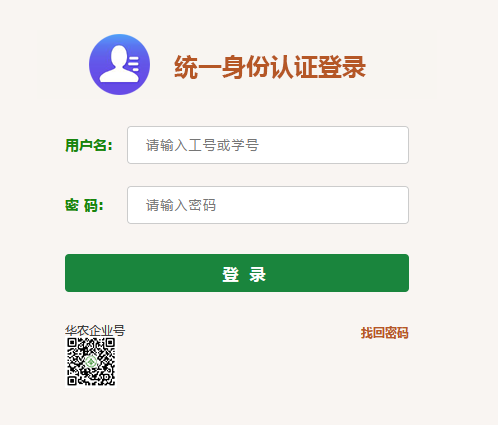 统一身份认证登录
用户名: 请输入工号或学号
密 码: 请输入密码
登 录
华农企业号 找回密码